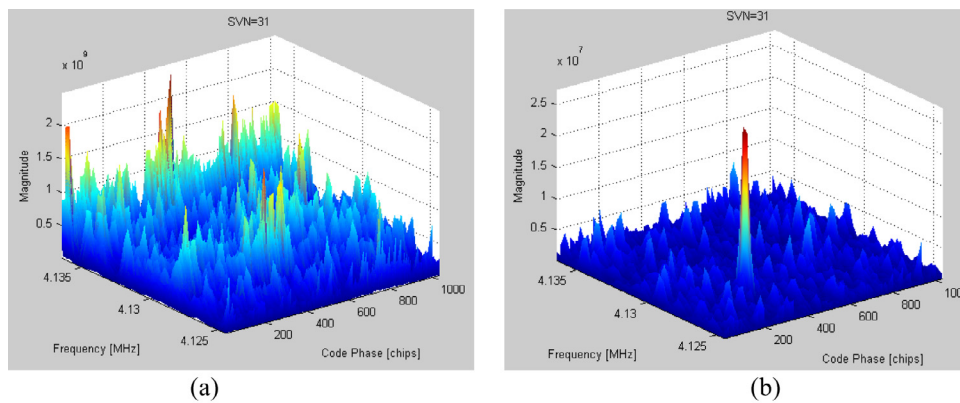 SVN=31
x 10^9
2
1.5
1
0.5
Magnitude
4.135
4.13
4.125
Frequency [MHz]
200
400
600
800
1000
Code Phase [chips]
(a)
SVN=31
x 10^7
2.5
2
1.5
1
0.5
Magnitude
4.135
4.13
4.125
Frequency [MHz]
200
400
600
800
100
Code Phase [chips]
(b)